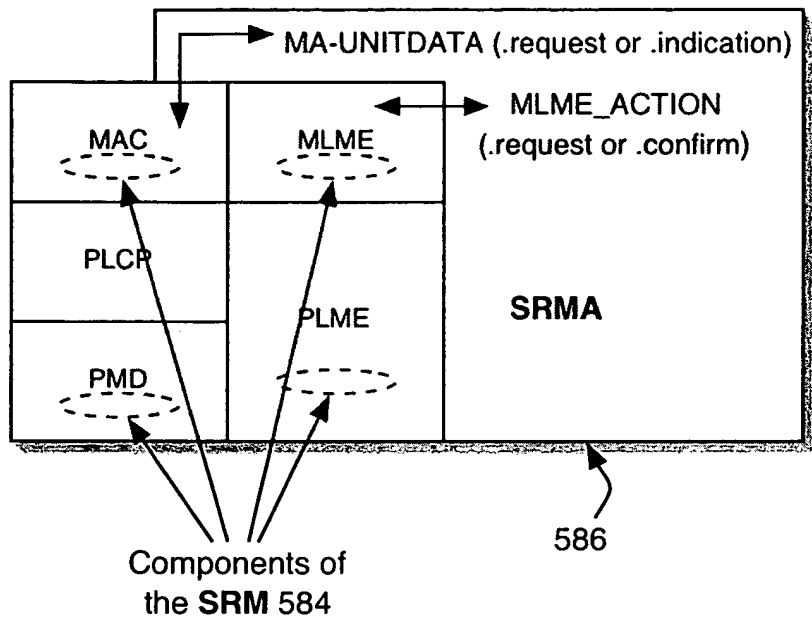 MA-UNITDATA (.request or .indication)
MLME_ACTION
(.request or .confirm)
MAC
MLME
PLCP
PLME
SRMA
PMD
586
Components of
the SRM 584